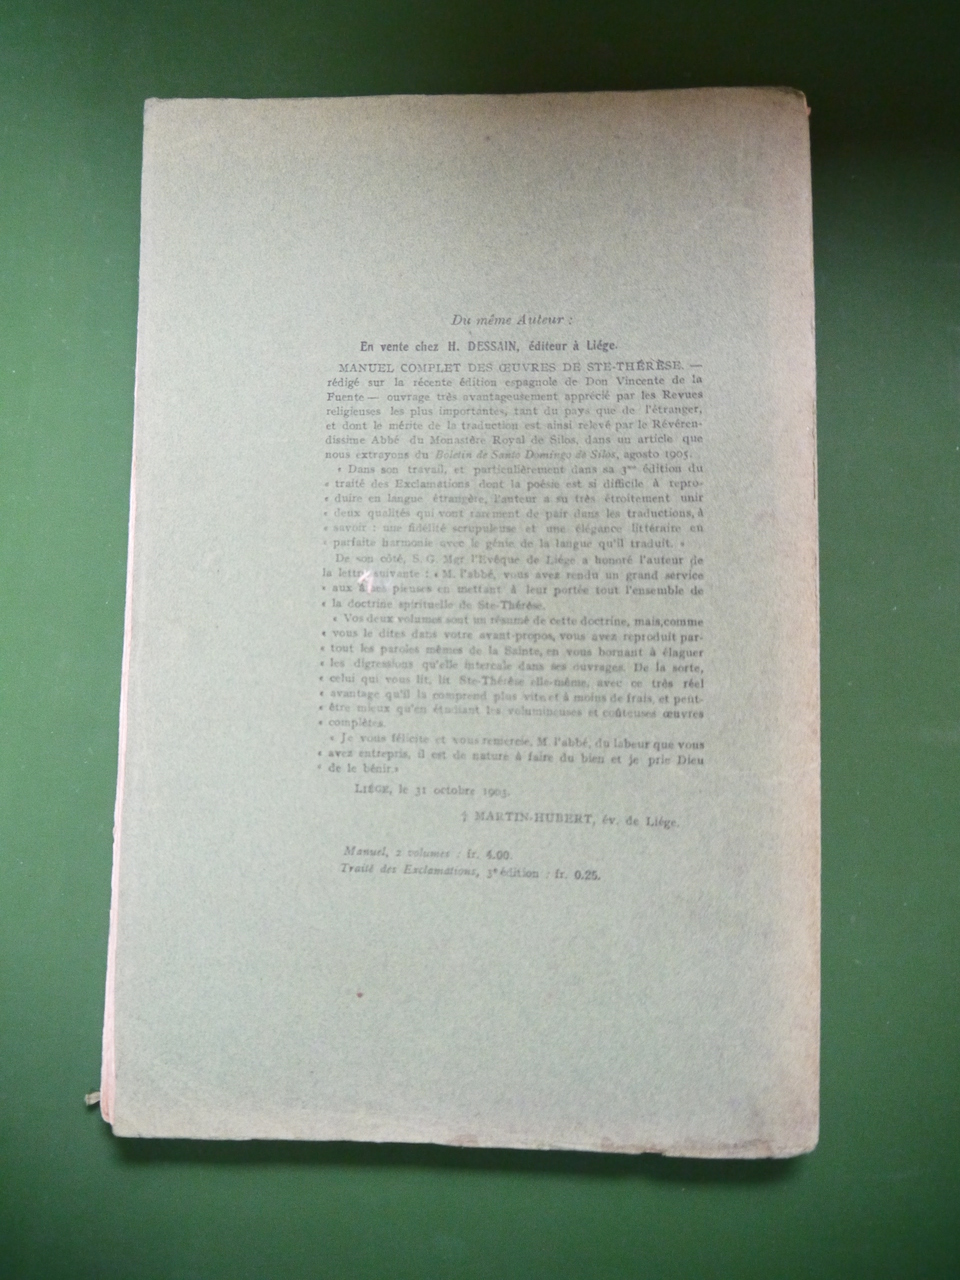 Du même Auteur :
En vente chez H. DESSAIN, éditeur à Liége.
MANUEL COMPLET DES ŒUVRES DE STE-THÉRÈSE. —
rédigé sur la récente édition espagnole de Don Vincente de la
Fuente — ouvrage très avantageusement apprécié par les Revues
religieuses les plus importantes, tant du pays que de l'étranger,
et dont le mérite de la traduction est ainsi relevé par le Révéren-
dissime Abbé du Monastère Royal de Silos, dans un article que
nous extrayons du Boletin de Santo Domingo de Silos, agosto 1905.
« Dans son travail, et particulièrement dans sa 3me édition du
« traité des Exclamations dont la poésie est si difficile à repro-
« duire en langue étrangère, l'auteur a su très étroitement unir
« deux qualités qui vont rarement de pair dans les traductions, à
« savoir : une fidélité scrupuleuse et une élégance littéraire en
« parfaite harmonie avec le génie de la langue qu'il traduit. »
De son côté, S. G. Mgr l'Evêque de Liége a honoré l'auteur de
la lettre suivante : « M. l'abbé, vous avez rendu un grand service
« aux âmes pieuses en mettant à leur portée tout l'ensemble de
« la doctrine spirituelle de Ste-Thérèse.
« Vos deux volumes sont un résumé de cette doctrine, mais,comme
« vous le dites dans votre avant-propos, vous avez reproduit par-
« tout les paroles mêmes de la Sainte, en vous bornant à élaguer
« les digressions qu'elle intercale dans ses ouvrages. De la sorte,
« celui qui vous lit, lit Ste-Thérèse elle-même, avec ce très réel
« avantage qu'il la comprend plus vite et à moins de frais, et peut-
« être mieux qu'en étudiant les volumineuses et coûteuses œuvres
« complètes.
« Je vous félicite et vous remercie, M. l'abbé, du labeur que vous
« avez entrepris, il est de nature à faire du bien et je prie Dieu
« de le bénir.»
LIÉGE, le 31 octobre 1903.
† MARTIN-HUBERT, év. de Liége.
Manuel, 2 volumes : fr. 4.00.
Traité des Exclamations, 3e édition : fr. 0.25.